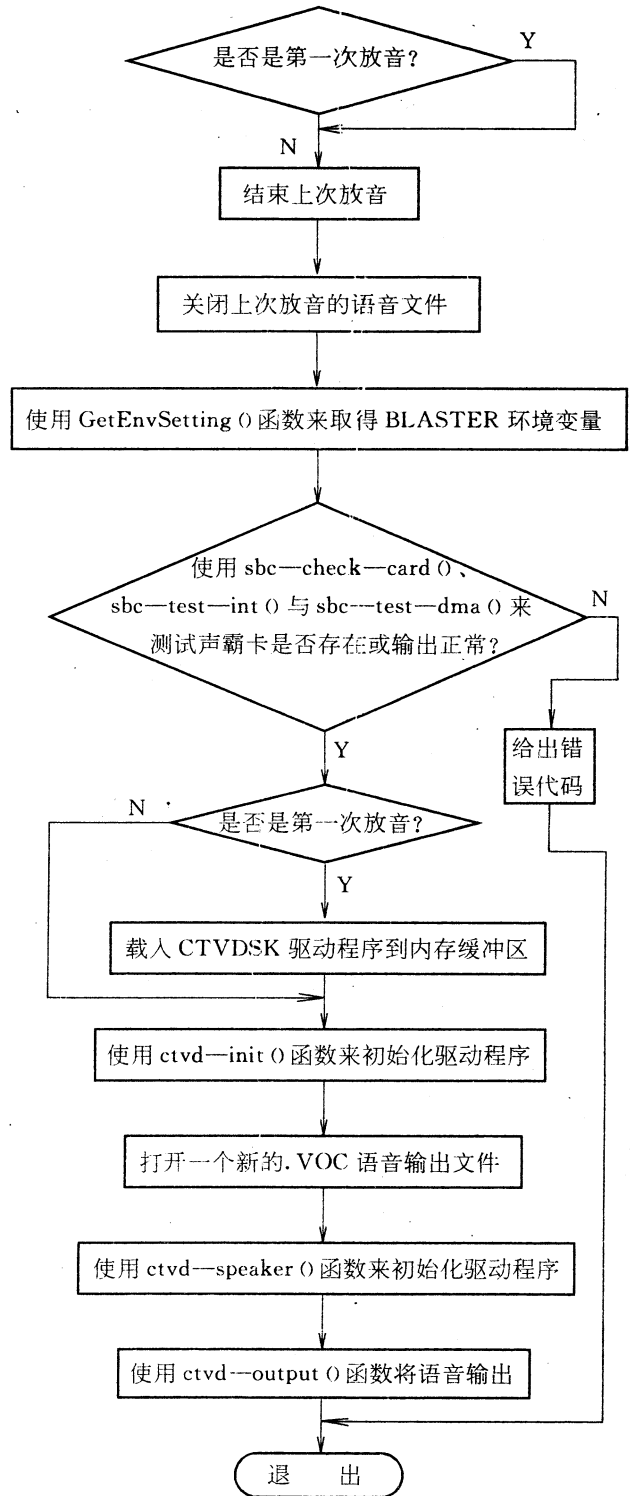 是否是第一次放音?
Y
N
结束上次放音
关闭上次放音的语音文件
使用 GetEnvSetting()函数来取得 BLASTER 环境变量
使用 sbc—check—card()、
sbc—test—int()与 sbc—test—dma()来
测试声霸卡是否存在或输出正常?
N
Y
给出错
误代码
是否是第一次放音?
N
Y
载入 CTVDSK 驱动程序到内存缓冲区
使用 ctvd—init()函数来初始化驱动程序
打开一个新的.VOC 语音输出文件
使用 ctvd—speaker()函数来初始化驱动程序
使用 ctvd—output()函数将语音输出
退 出